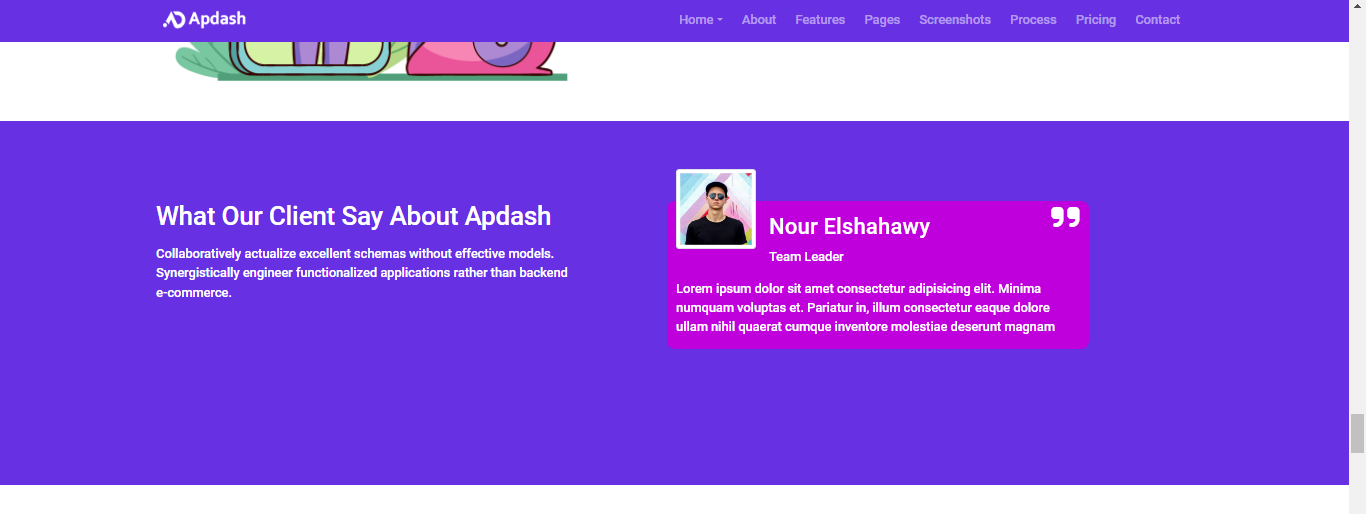 Apdash
Home
About
Features
Pages
Screenshots
Process
Pricing
Contact
What Our Client Say About Apdash
Collaboratively actualize excellent schemas without effective models.
Synergistically engineer functionalized applications rather than backend
e-commerce.
Nour Elshahawy
Team Leader
Lorem ipsum dolor sit amet consectetur adipisicing elit. Minima
numquam voluptas et. Pariatur in, illum consectetur eaque dolore
ullam nihil quaerat cumque inventore molestiae deserunt magnam